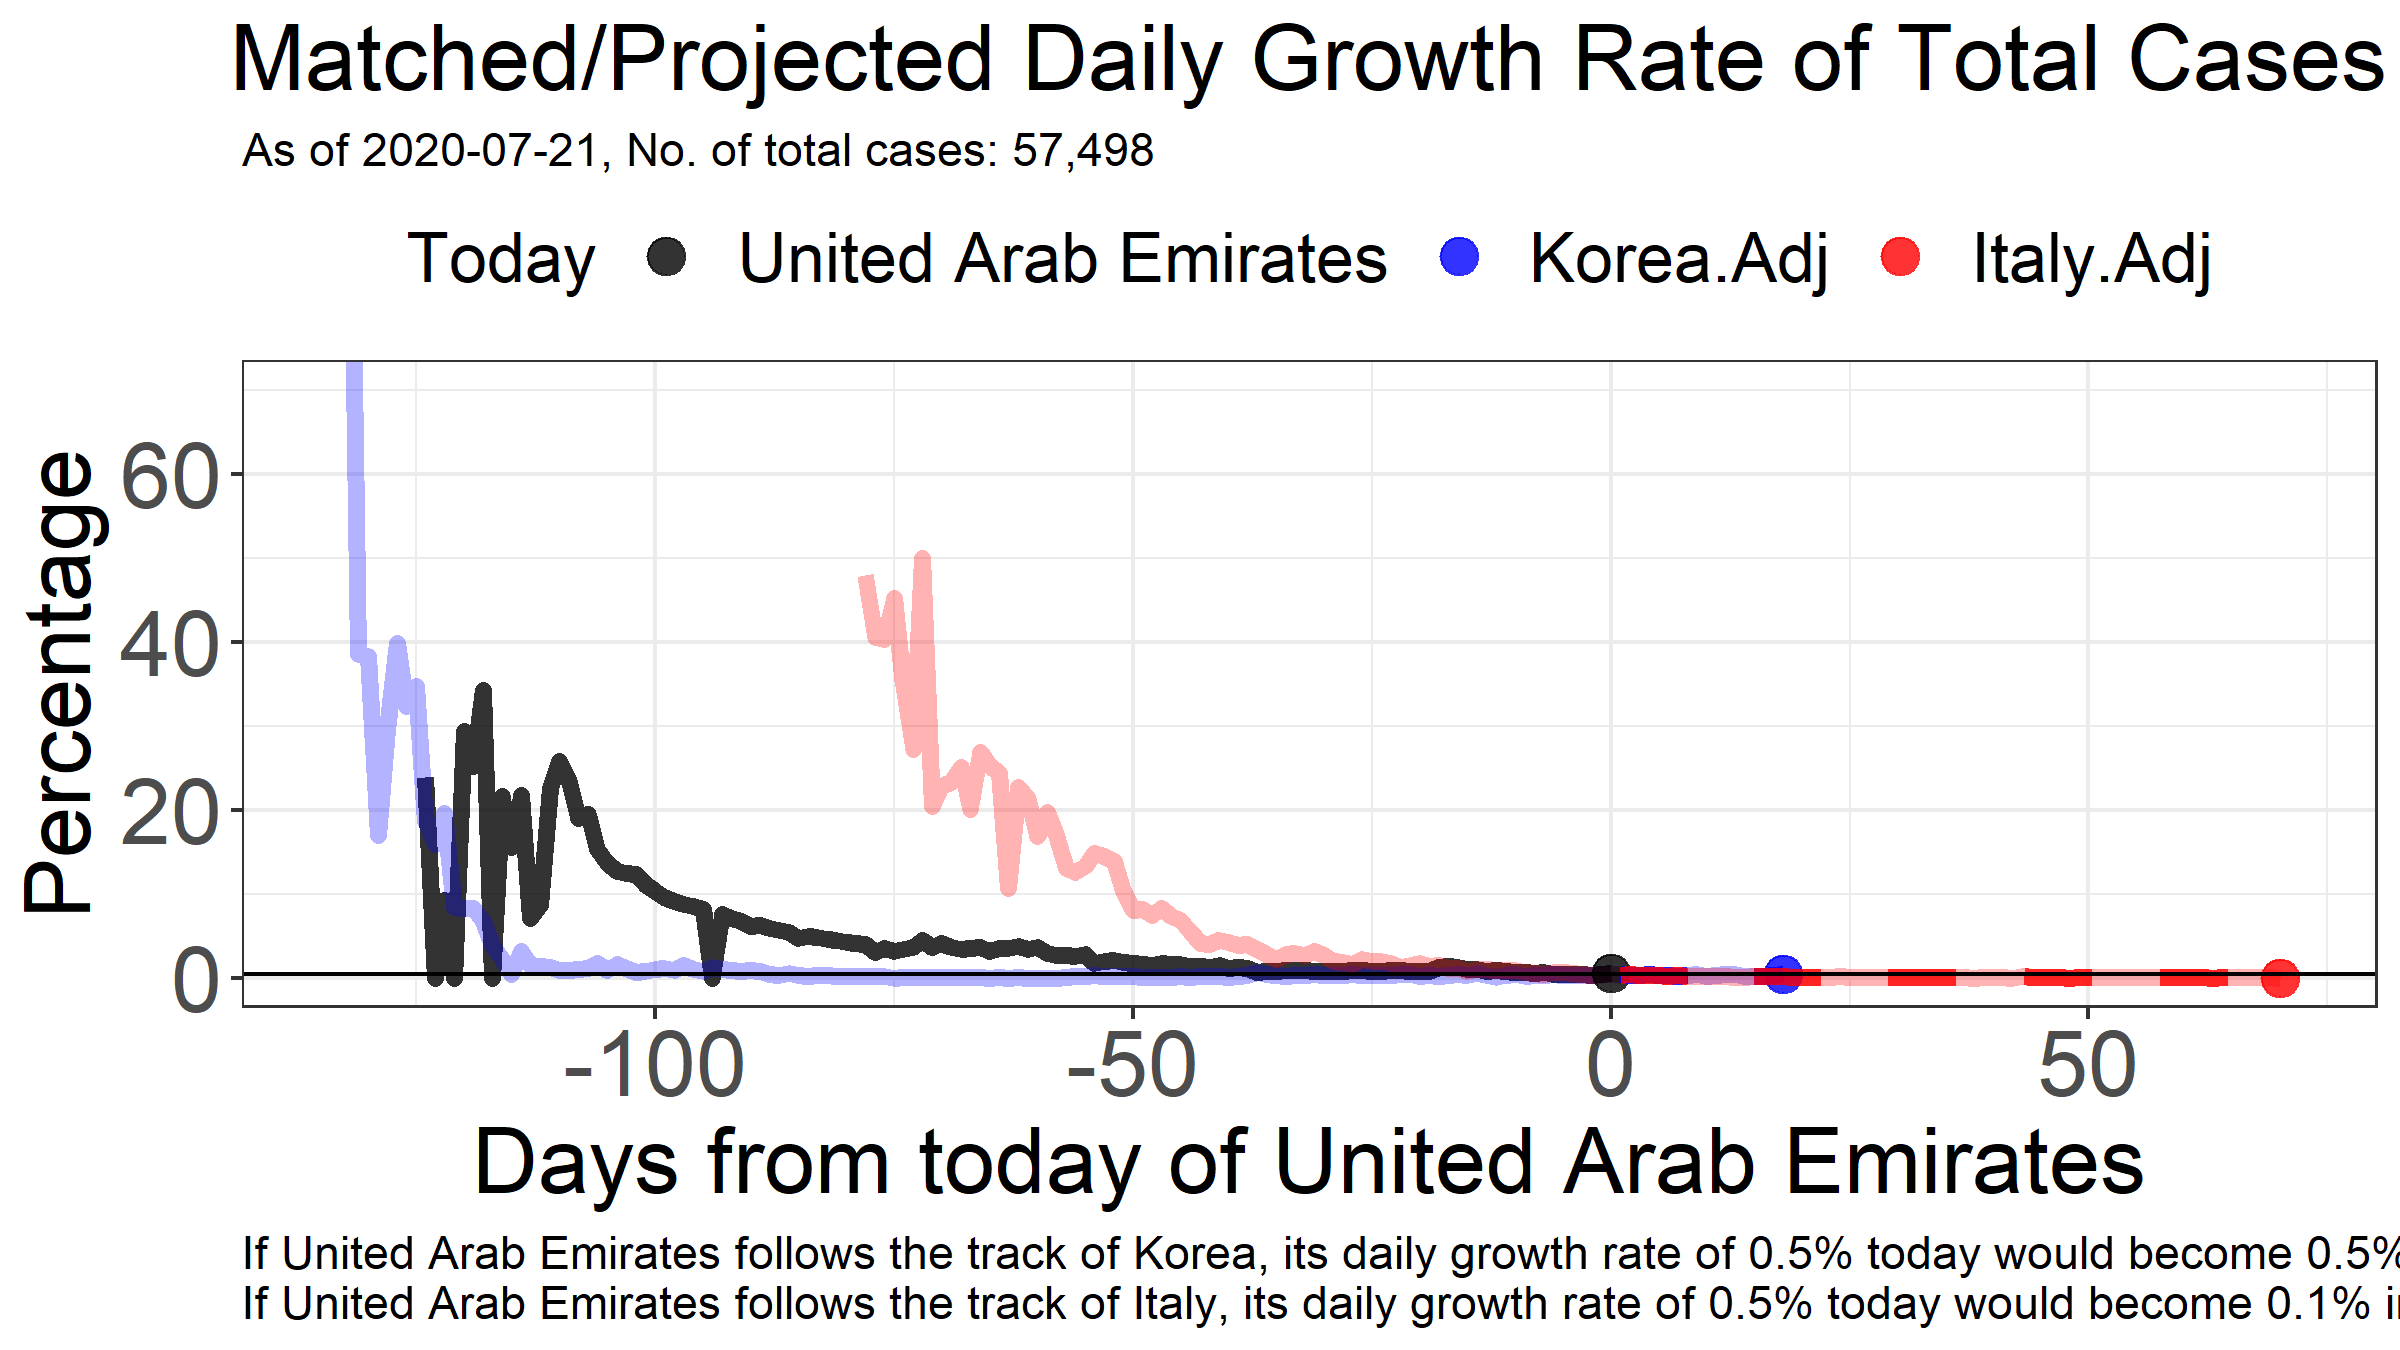 Matched/Projected Daily Growth Rate of Total Cases
As of 2020-07-21, No. of total cases: 57,498
Today United Arab Emirates Korea.Adj Italy.Adj
Percentage
60
40
20
0
-100 -50 0 50
Days from today of United Arab Emirates
If United Arab Emirates follows the track of Korea, its daily growth rate of 0.5% today would become 0.5%
If United Arab Emirates follows the track of Italy, its daily growth rate of 0.5% today would become 0.1%